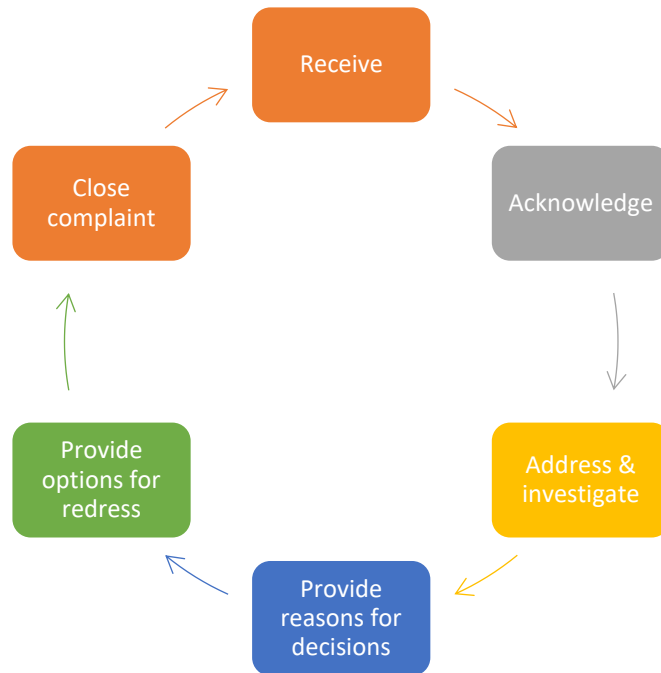 Receive
Acknowledge
Address &
investigate
Provide
reasons for
decisions
Provide
options for
redress
Close
complaint